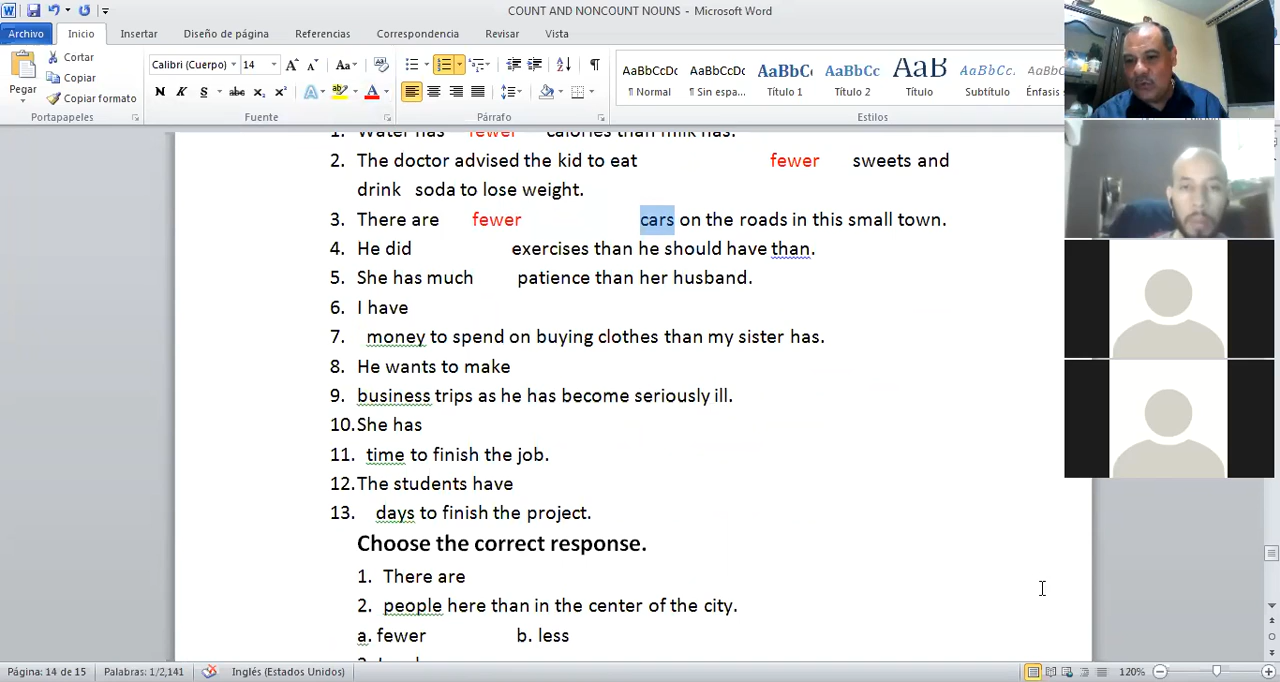 COUNT AND NONCOUNT NOUNS - Microsoft Word
Archivo Inicio Insertar Diseño de página Referencias Correspondencia Revisar Vista
Pegar
Cortar
Copiar
Copiar formato
Portapapeles
Calibri (Cuerpo) 14
Fuente
Párrafo
AaBbCcDc AaBbCcDc AaBbC AaBbCc AaB AaBbCc
¶ Normal ¶ Sin espa... Título 1 Título 2 Título Subtítulo Énfasis
Estilos
1. Water has fewer calories than milk has.
2. The doctor advised the kid to eat fewer sweets and
drink soda to lose weight.
3. There are fewer cars on the roads in this small town.
4. He did exercises than he should have than.
5. She has much patience than her husband.
6. I have
7. money to spend on buying clothes than my sister has.
8. He wants to make
9. business trips as he has become seriously ill.
10.She has
11. time to finish the job.
12.The students have
13. days to finish the project.
Choose the correct response.
1. There are
2. people here than in the center of the city.
a. fewer b. less
Página: 14 de 15 Palabras: 1/2,141 Inglés (Estados Unidos) 120%